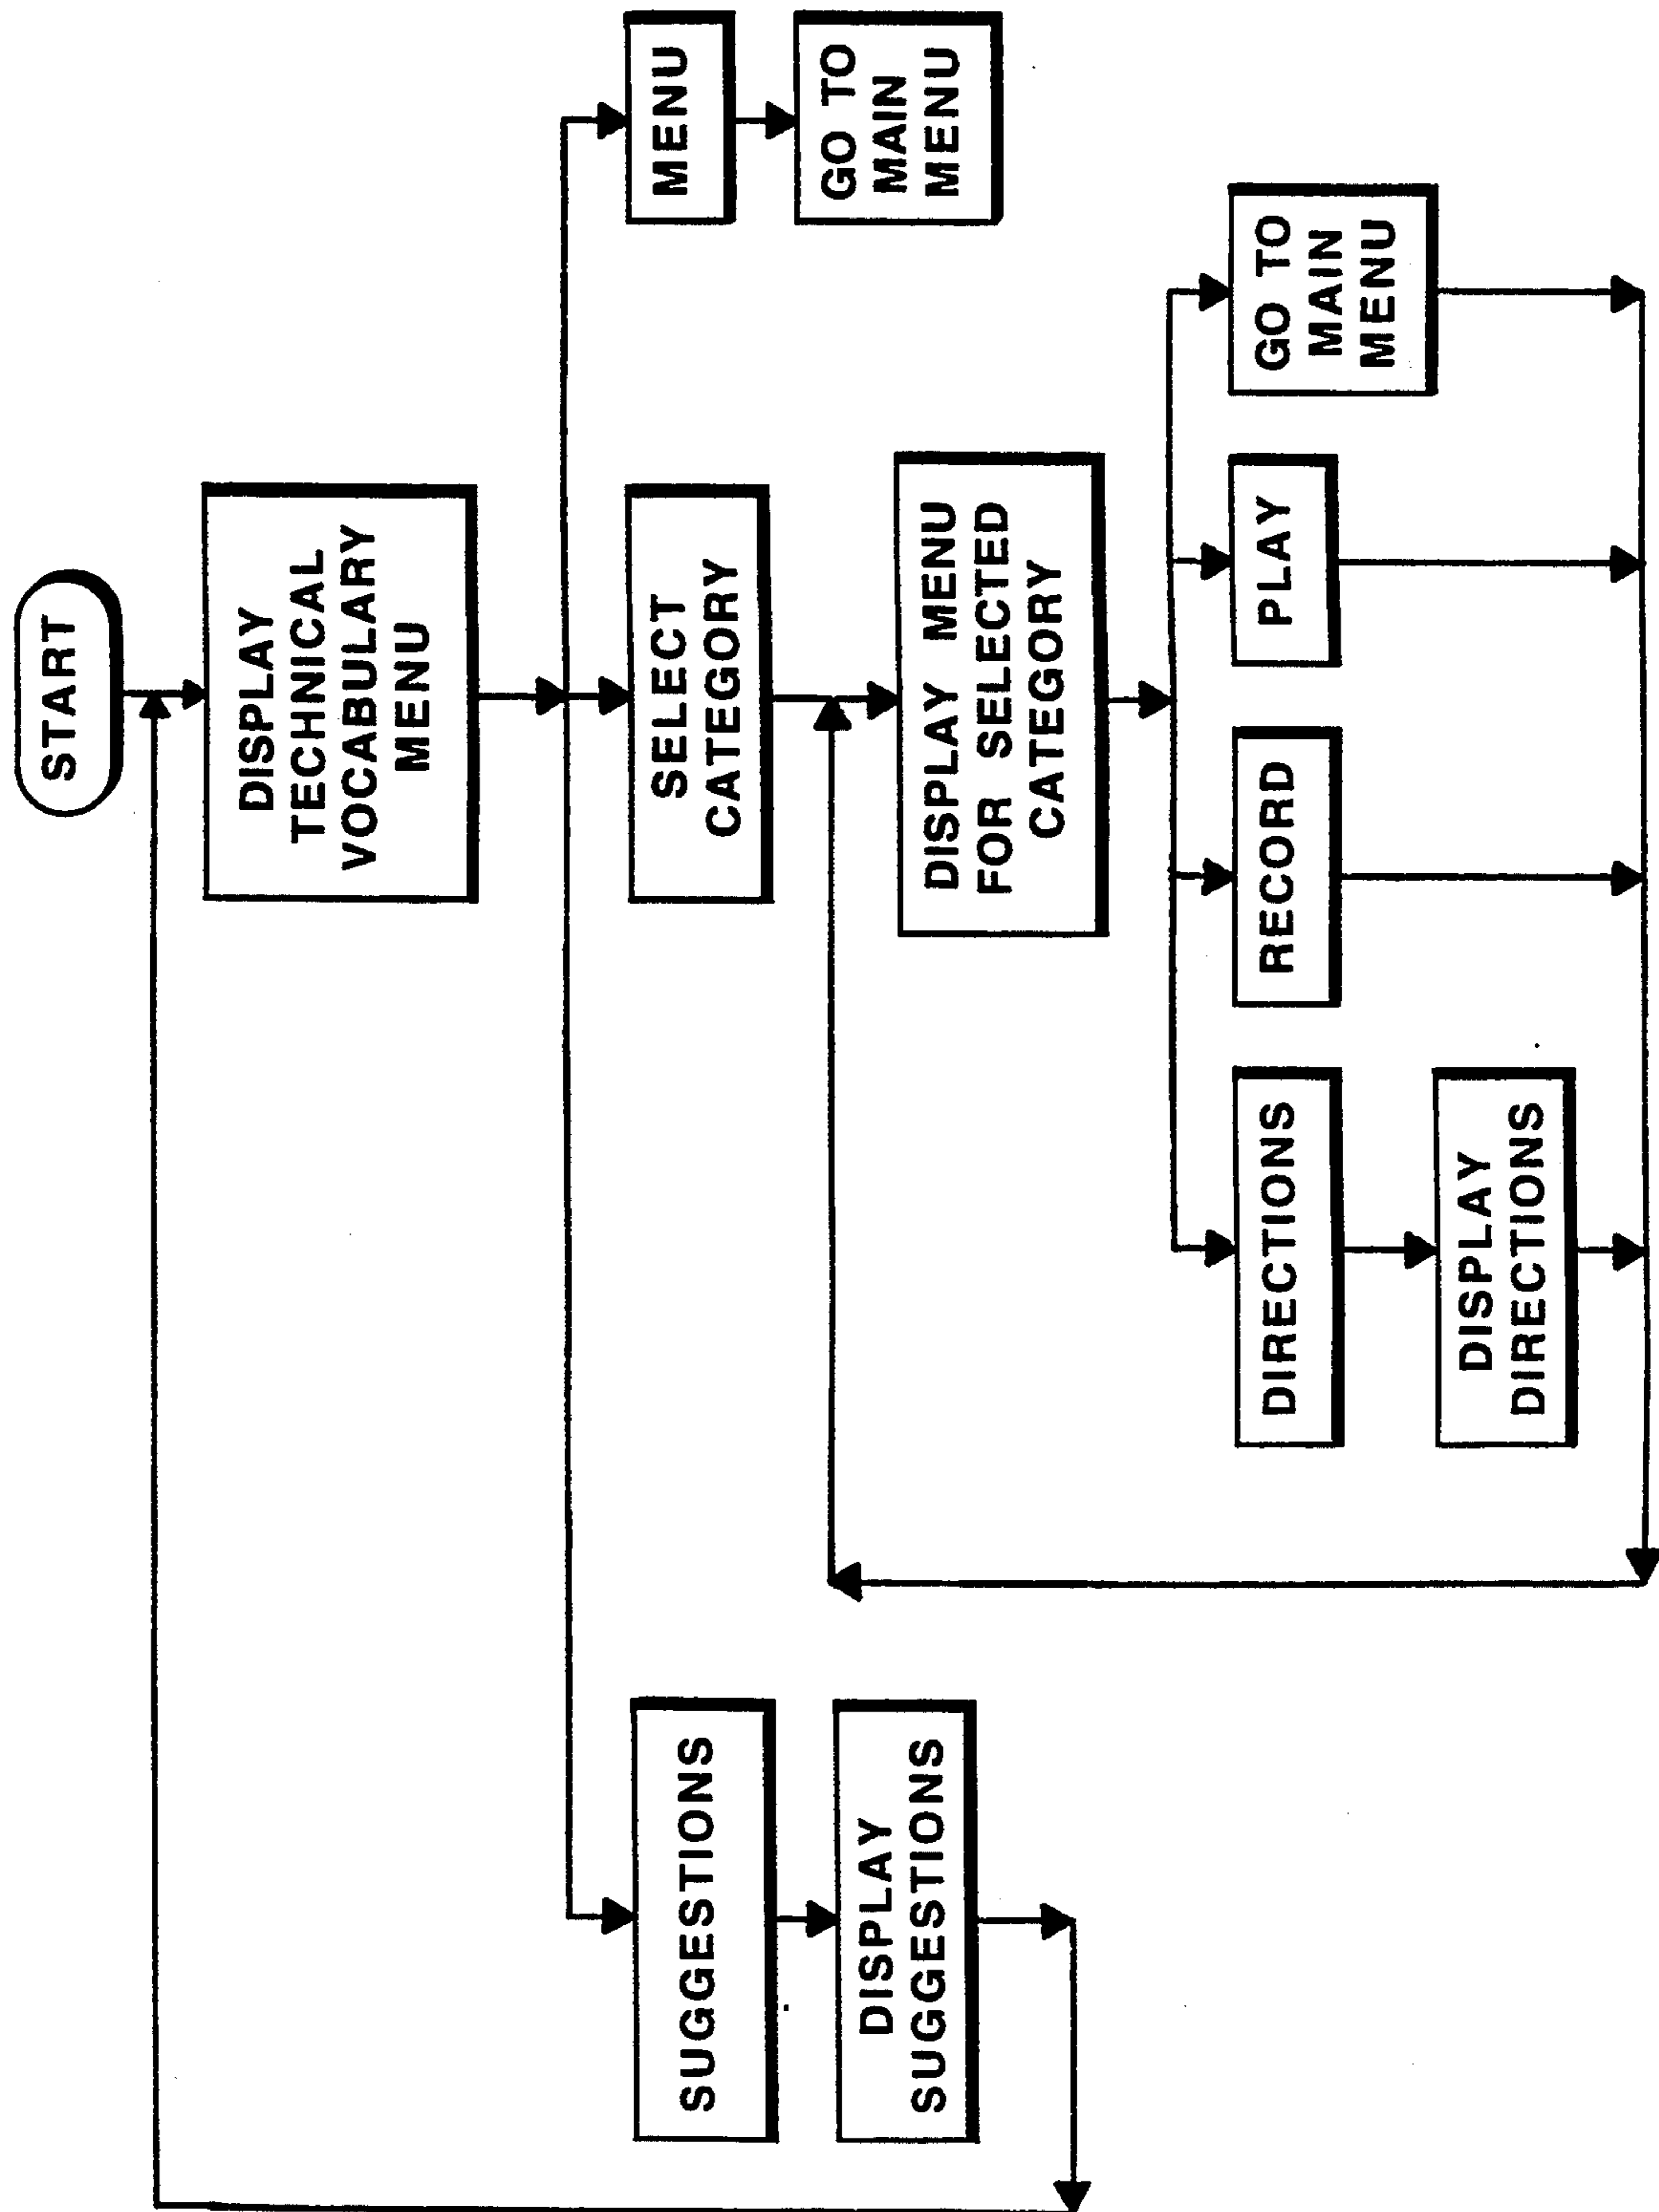 START
DISPLAY
TECHNICAL
VOCABULARY
MENU
SUGGESTIONS
DISPLAY
SUGGESTIONS
SELECT
CATEGORY
MENU
GO TO
MAIN
MENU
DISPLAY MENU
FOR SELECTED
CATEGORY
DIRECTIONS
DISPLAY
DIRECTIONS
RECORD
PLAY
GO TO
MAIN
MENU